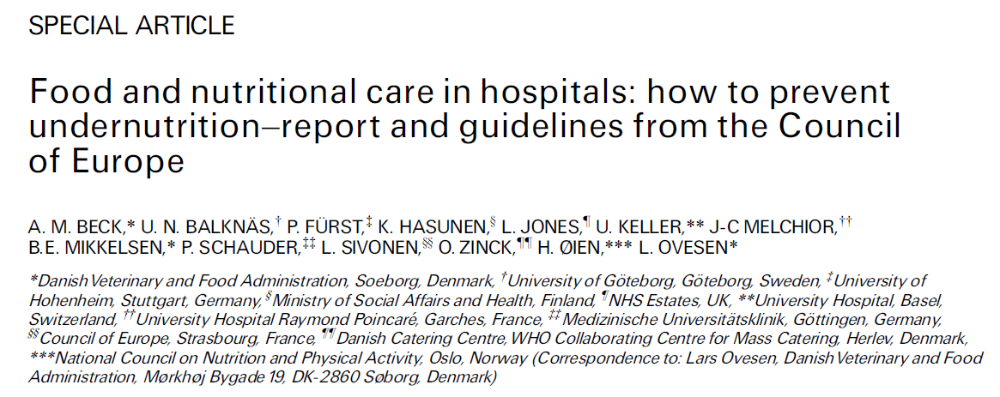 SPECIAL ARTICLE
Food and nutritional care in hospitals: how to prevent
undernutrition–report and guidelines from the Council
of Europe
A. M. BECK,* U. N. BALKNÄS,† P. FÜRST,‡ K. HASUNEN,§ L. JONES,¶ U. KELLER,** J-C MELCHIOR,††
B.E. MIKKELSEN,* P. SCHAUDER,‡‡ L. SIVONEN,§§ O. ZINCK,¶¶ H. ØIEN,*** L. OVESEN*
*Danish Veterinary and Food Administration, Soeborg, Denmark, †University of Göteborg, Göteborg, Sweden, ‡University of
Hohenheim, Stuttgart, Germany, §Ministry of Social Affairs and Health, Finland, ¶NHS Estates, UK, **University Hospital, Basel,
Switzerland, ††University Hospital Raymond Poincaré, Garches, France, ‡‡Medizinische Universitätsklinik, Göttingen, Germany,
§§Council of Europe, Strasbourg, France, ¶¶Danish Catering Centre, WHO Collaborating Centre for Mass Catering, Herlev, Denmark,
***National Council on Nutrition and Physical Activity, Oslo, Norway (Correspondence to: Lars Ovesen, Danish Veterinary and Food
Administration, Mørkhøj Bygade 19, DK-2860 Søborg, Denmark)